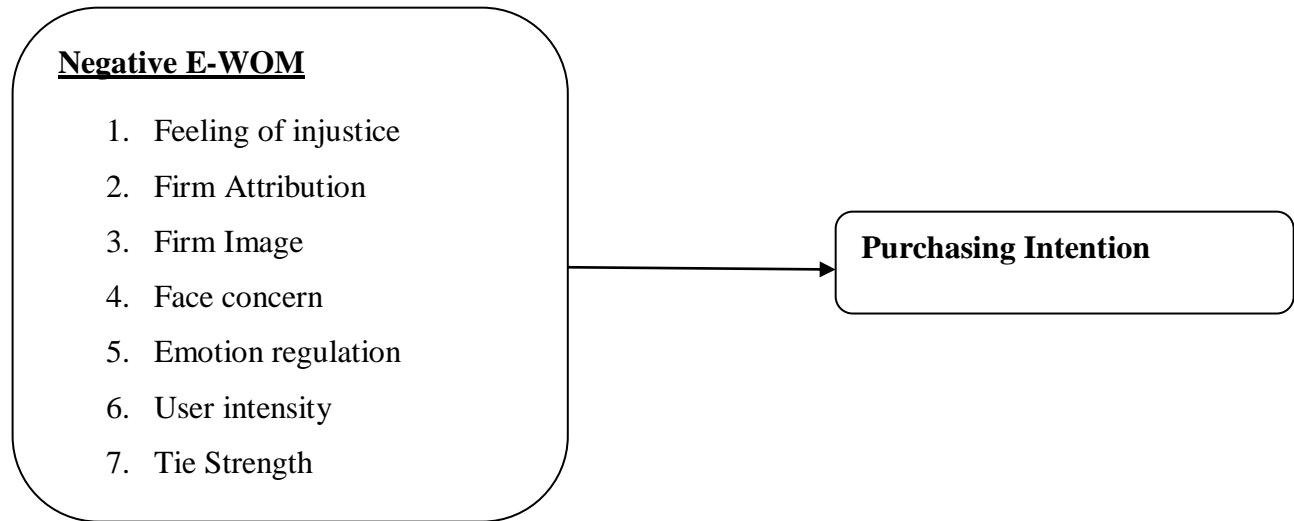 Negative E-WOM
1. Feeling of injustice
2. Firm Attribution
3. Firm Image
4. Face concern
5. Emotion regulation
6. User intensity
7. Tie Strength
Purchasing Intention